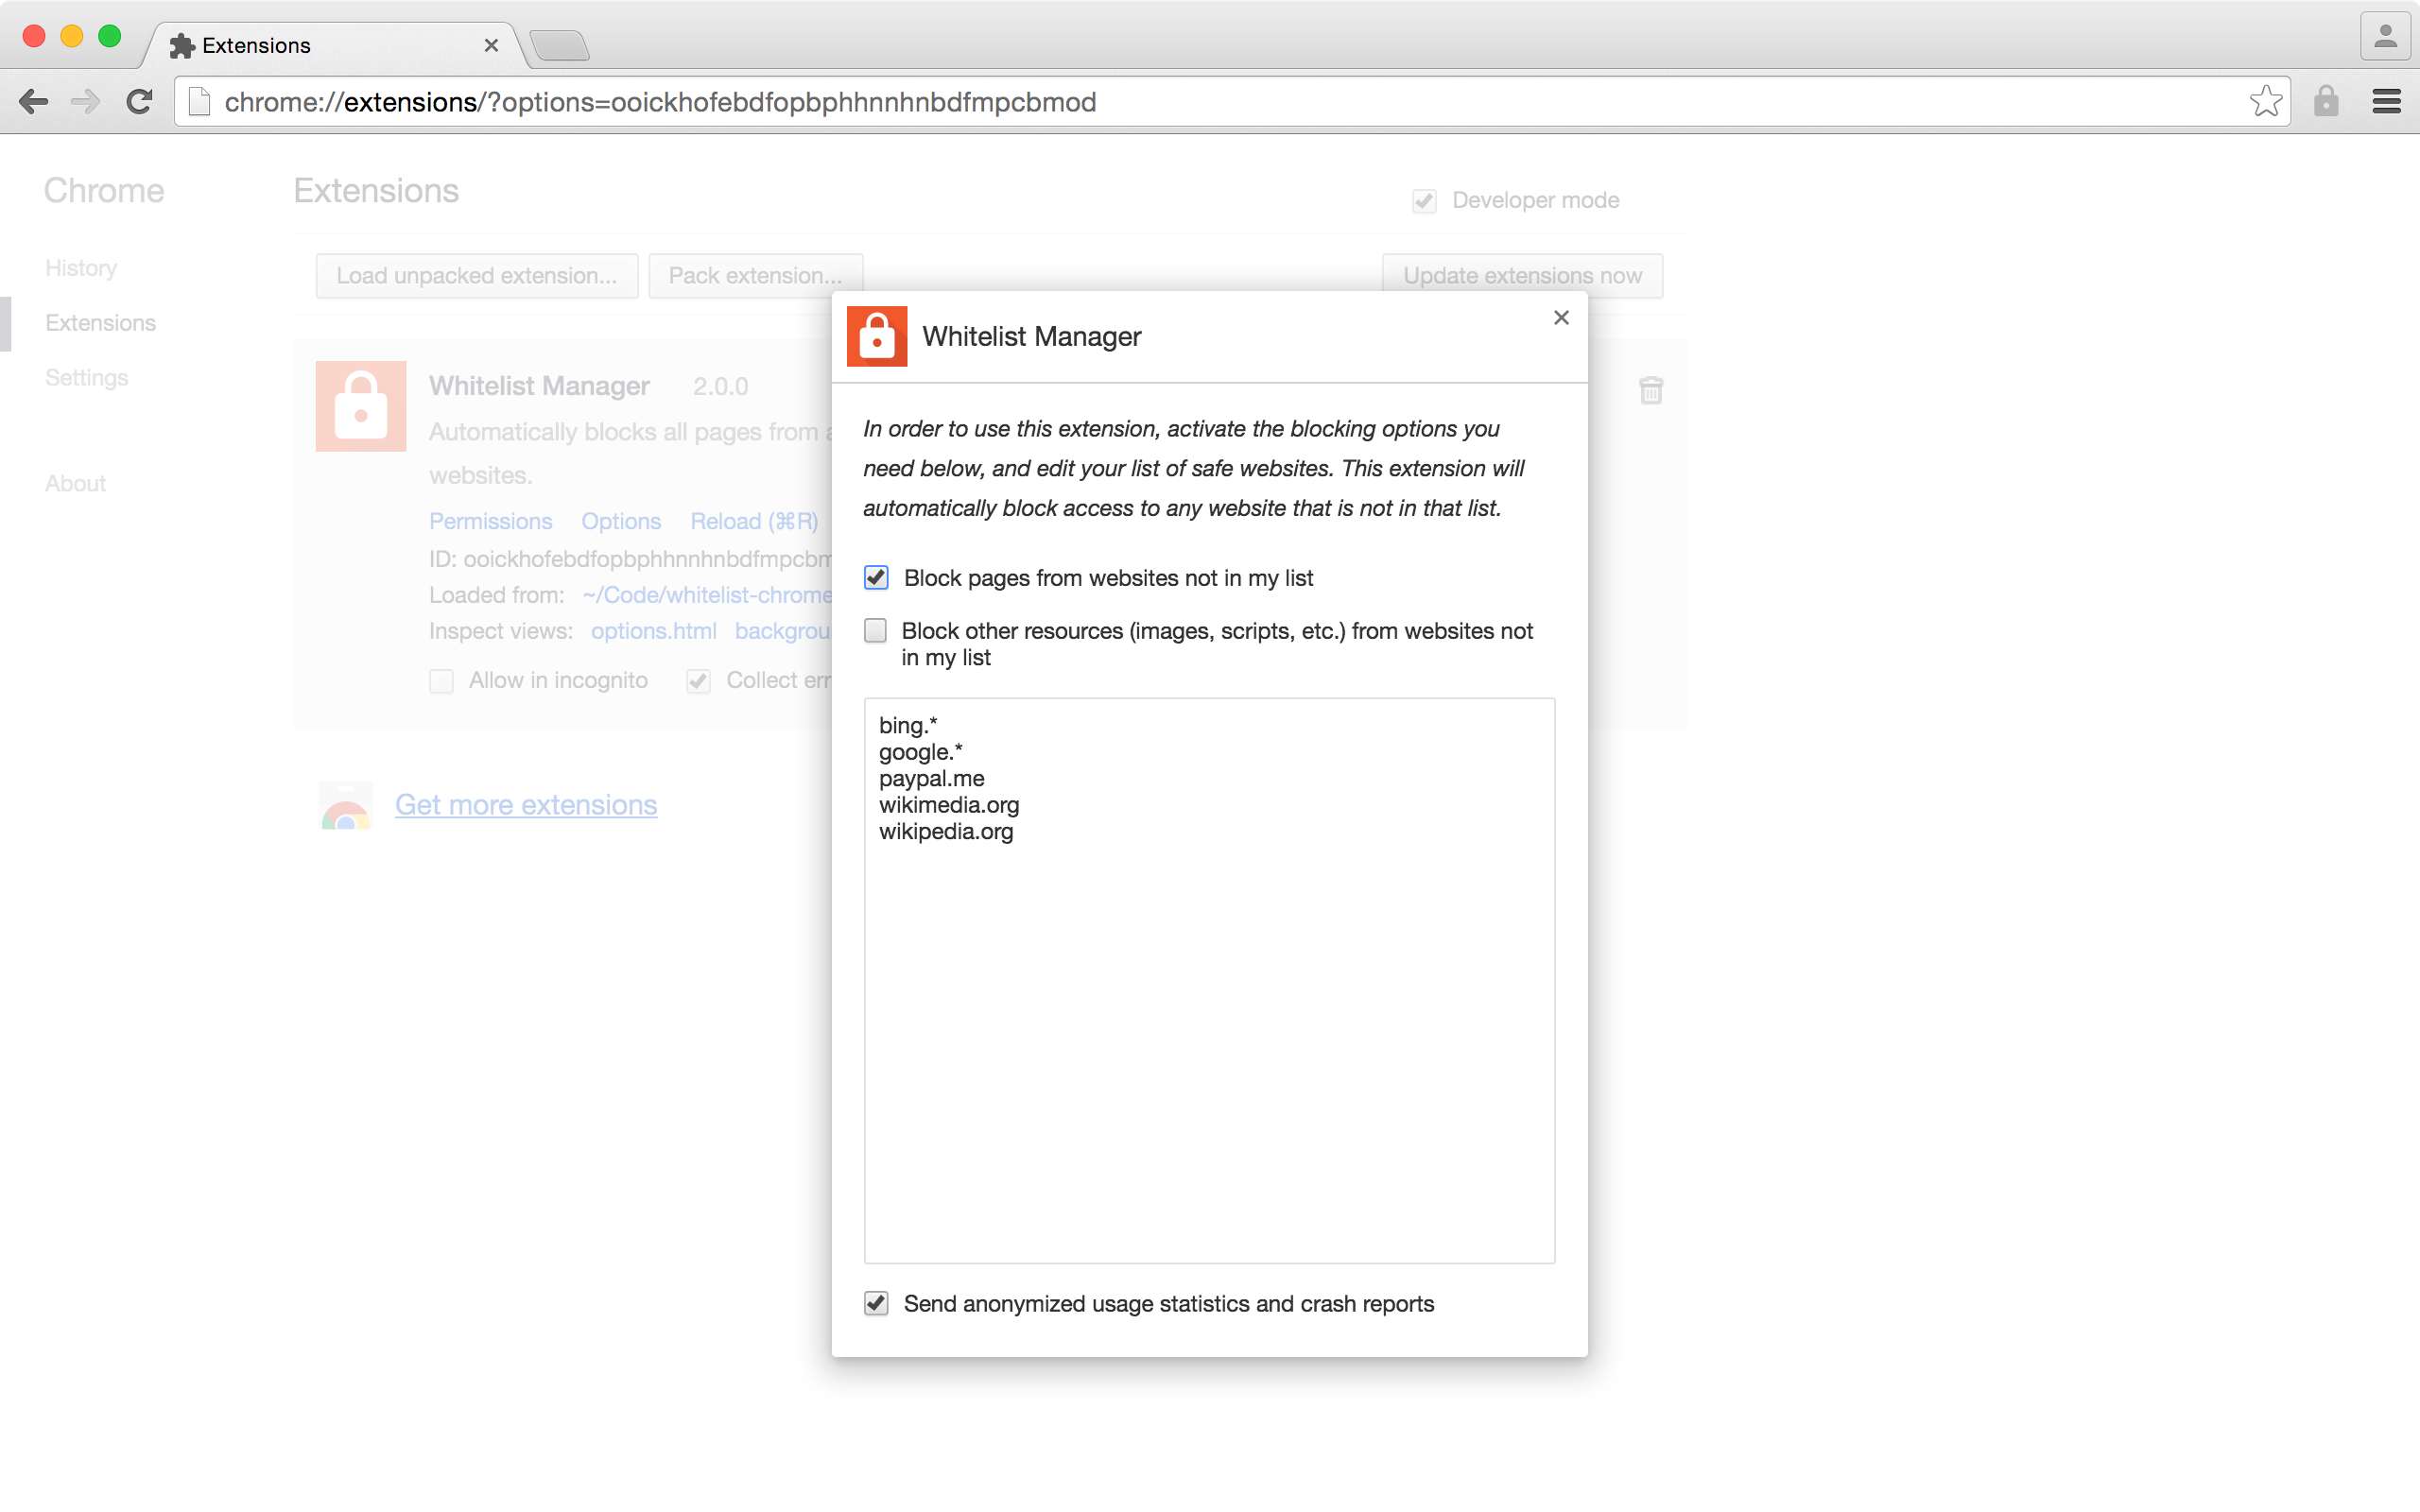 Extensions
chrome://extensions/?options=ooickhofebdfopbphhnnhnbdfmpcbmod
Chrome
History
Extensions
Settings
About
Extensions
Developer mode
Load unpacked extension...
Pack extension...
Update extensions now
Whitelist Manager 2.0.0
Automatically blocks all pages from
websites.
Permissions Options Reload (⌘R)
ID: ooickhofebdfopbphhnnhnbdfmpcbm
Loaded from: ~/Code/whitelist-chrome
Inspect views: options.html backgrou
Allow in incognito Collect err
Get more extensions
Whitelist Manager
In order to use this extension, activate the blocking options you
need below, and edit your list of safe websites. This extension will
automatically block access to any website that is not in that list.
Block pages from websites not in my list
Block other resources (images, scripts, etc.) from websites not
in my list
bing.*
google.*
paypal.me
wikimedia.org
wikipedia.org
Send anonymized usage statistics and crash reports